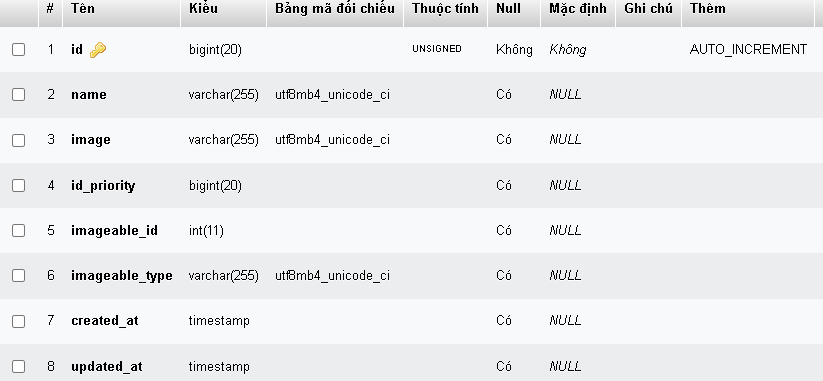 # Tên Kiểu Bảng mã đối chiếu Thuộc tính Null Mặc định Ghi chú Thêm
1 id bigint(20) UNSIGNED Không Không AUTO_INCREMENT
2 name varchar(255) utf8mb4_unicode_ci Có NULL
3 image varchar(255) utf8mb4_unicode_ci Có NULL
4 id_priority bigint(20) Có NULL
5 imageable_id int(11) Có NULL
6 imageable_type varchar(255) utf8mb4_unicode_ci Có NULL
7 created_at timestamp Có NULL
8 updated_at timestamp Có NULL